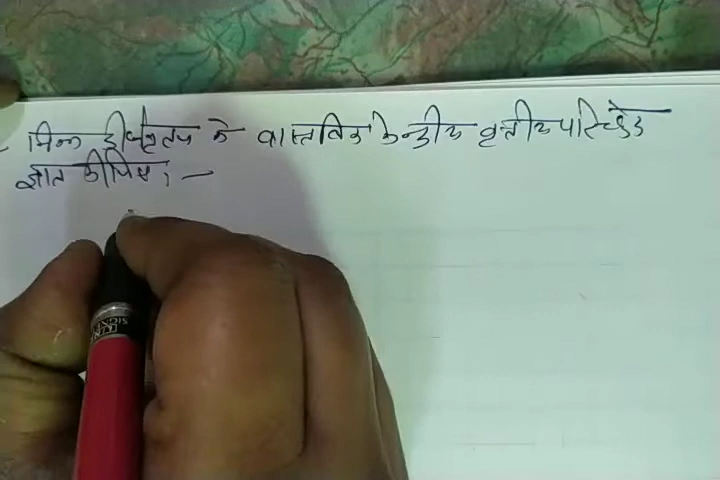 निम्न दीर्घवृत्तज के वास्तविक केन्द्रीय वृत्तीय परिच्छेद
ज्ञात कीजिए। —